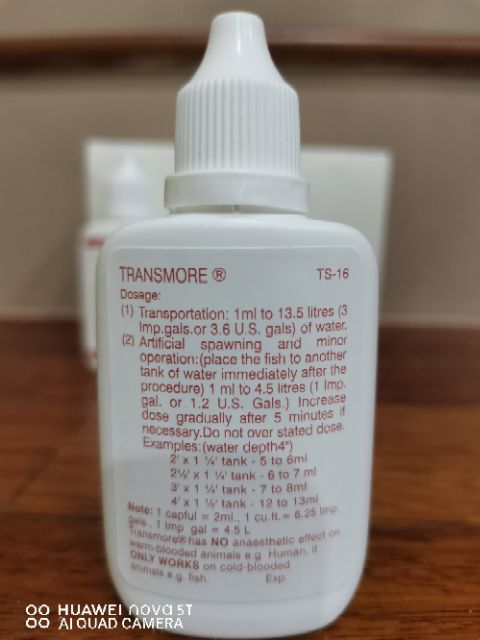 TRANSMORE ® TS-16
Dosage:
(1) Transportation: 1ml to 13.5 litres (3
Imp.gals.or 3.6 U.S. gals) of water.
(2) Artificial spawning and minor
operation:(place the fish to another
tank of water immediately after the
procedure) 1 ml to 4.5 litres (1 Imp.
gal. or 1.2 U.S. Gals.) Increase
dose gradually after 5 minutes if
necessary.Do not over stated dose.
Examples:(water depth4")
2' x 1 ¼' tank - 5 to 6ml
2½' x 1 ¼' tank - 6 to 7 ml
3' x 1 ¼' tank - 7 to 8ml
4' x 1 ½' tank - 12 to 13ml
Note: 1 capful = 2ml., 1 cu.ft. = 6.25 Imp.
gals., 1 Imp gal = 4.5 L
Transmore® has NO anaesthetic effect on
warm-blooded animals e.g Human, it
ONLY WORKS on cold-blooded
animals e.g. fish. Exp.
HUAWEI nova 5T
AI QUAD CAMERA